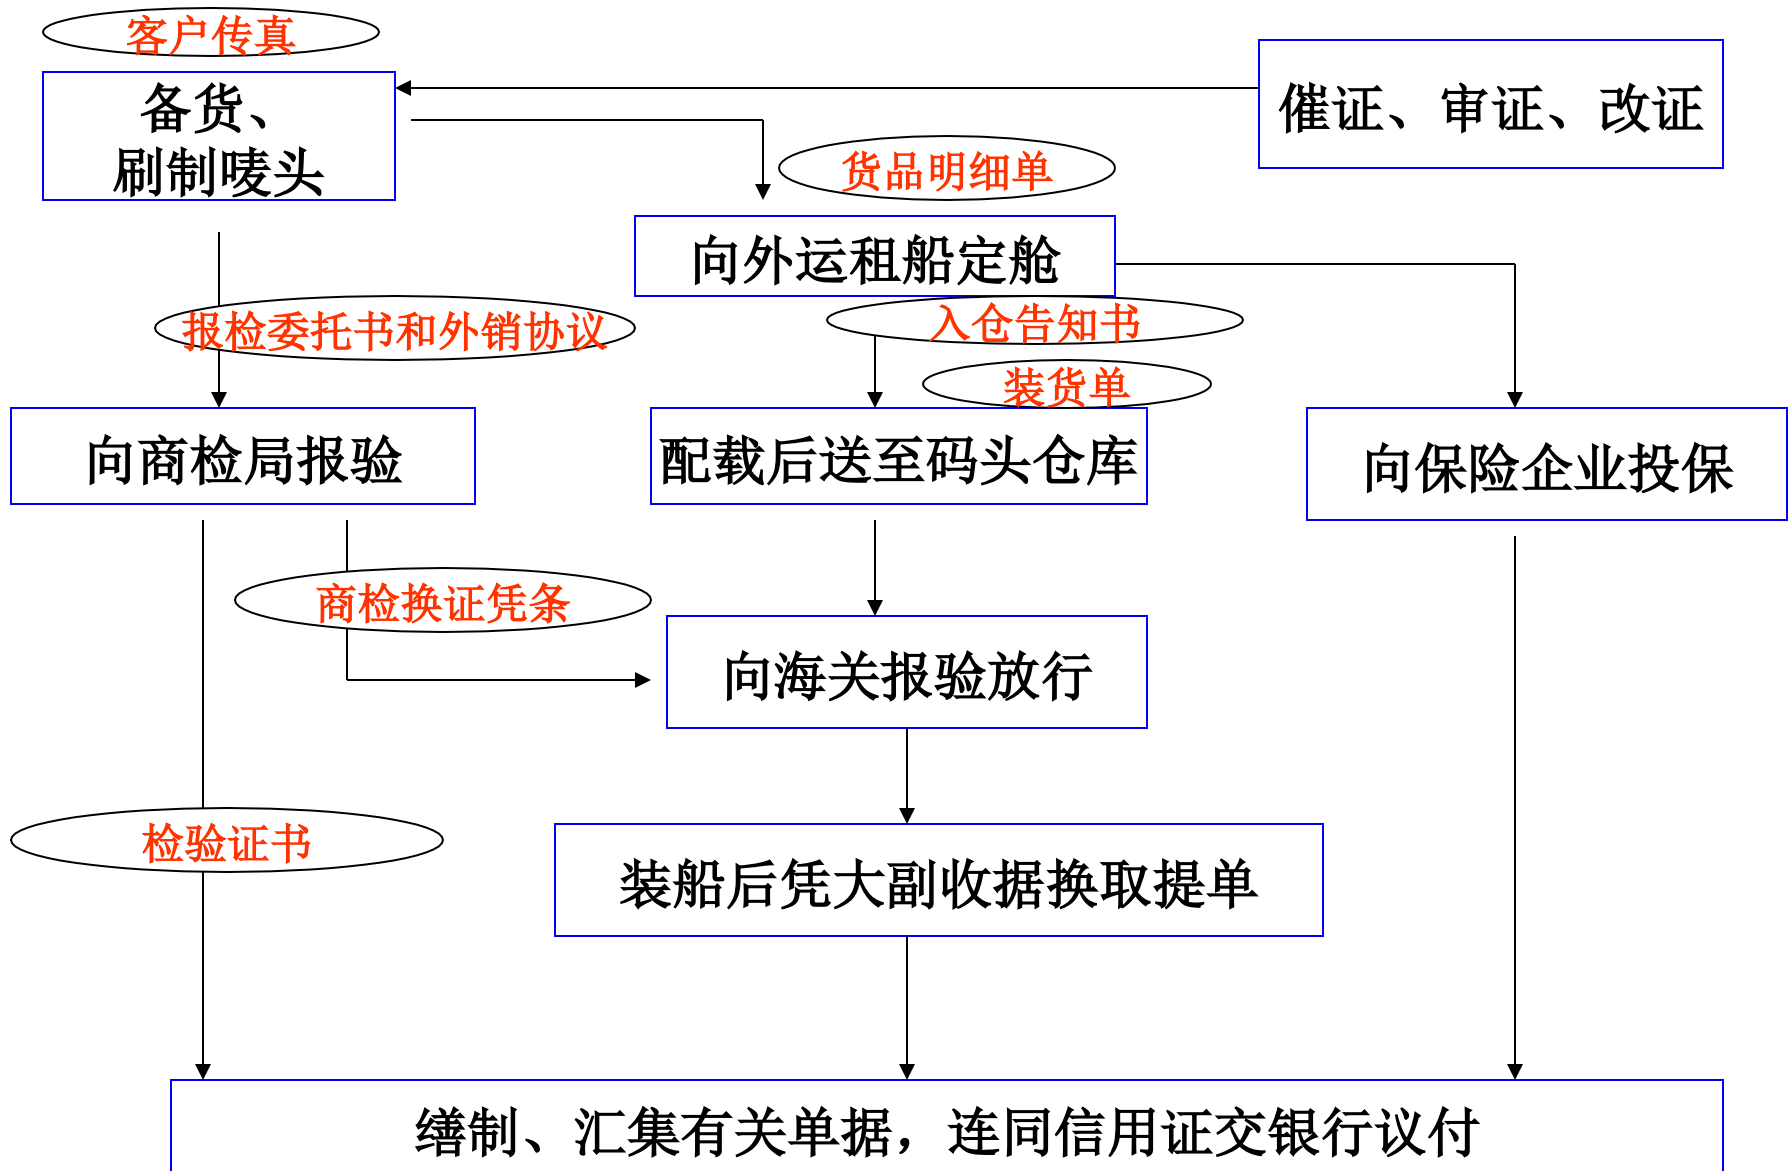 客户传真
备货、
刷制唛头
催证、审证、改证
货品明细单
向外运租船定舱
报检委托书和外销协议
入仓告知书
装货单
向商检局报验
配载后送至码头仓库
向保险企业投保
商检换证凭条
向海关报验放行
检验证书
装船后凭大副收据换取提单
缮制、汇集有关单据，连同信用证交银行议付